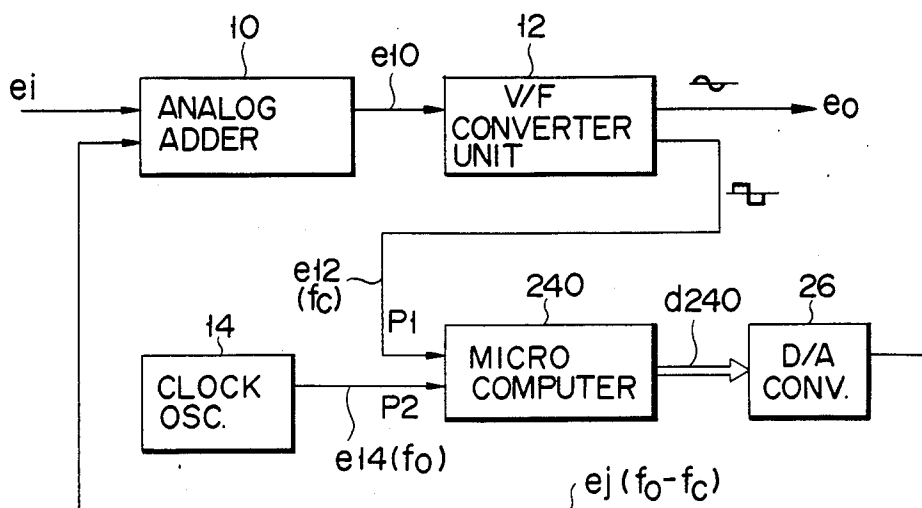 10
12
ei
ANALOG
ADDER
e10
V/F
CONVERTER
UNIT
eo
e12
(fc)
240
d240
26
14
P1
CLOCK
OSC.
P2
MICRO
COMPUTER
D/A
CONV.
e14(fo)
ej(fo-fc)